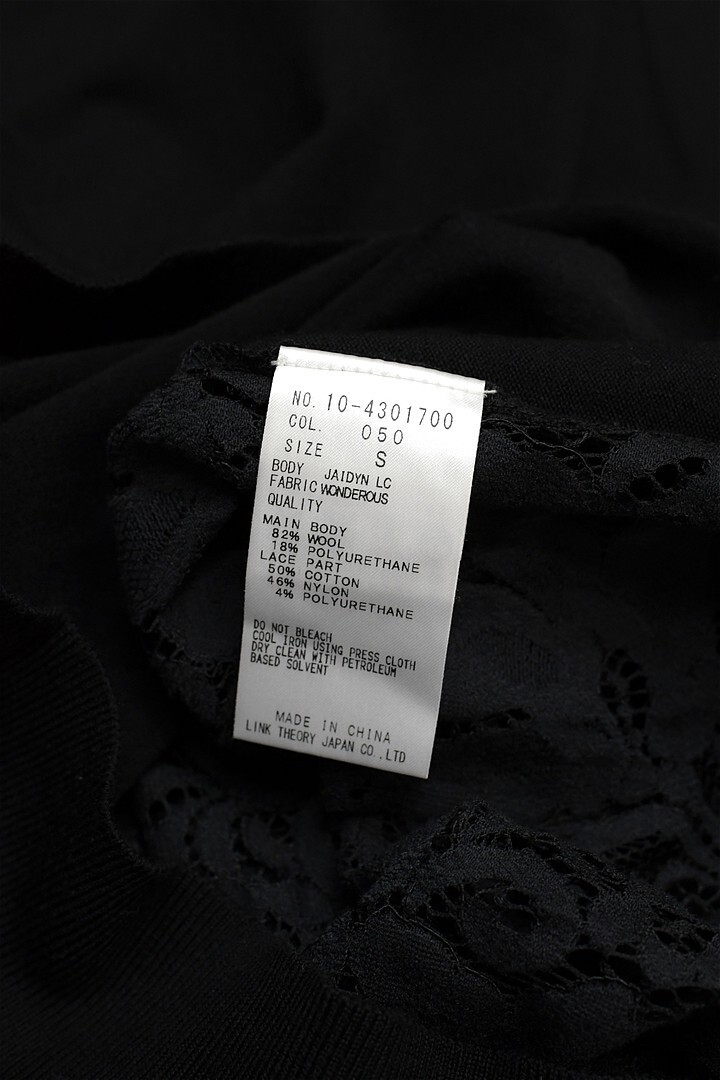 NO. 10-4301700
COL. 050
SIZE S
BODY JAIDYN LC
FABRIC WONDEROUS
QUALITY
MAIN BODY
82% WOOL
18% POLYURETHANE
LACE PART
50% COTTON
46% NYLON
4% POLYURETHANE
DO NOT BLEACH
COOL IRON USING PRESS CLOTH
DRY CLEAN WITH PETROLEUM
BASED SOLVENT
MADE IN CHINA
LINK THEORY JAPAN CO.,LTD